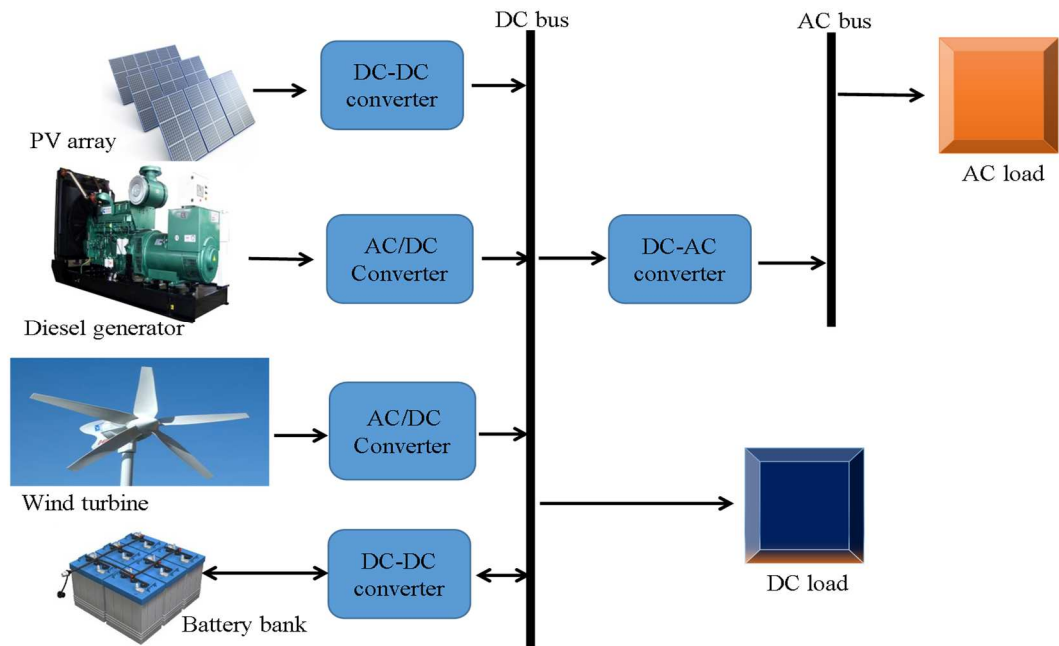 DC bus
AC bus
DC-DC
converter
PV array
AC load
AC/DC
Converter
DC-AC
converter
Diesel generator
AC/DC
Converter
Wind turbine
DC load
DC-DC
converter
Battery bank